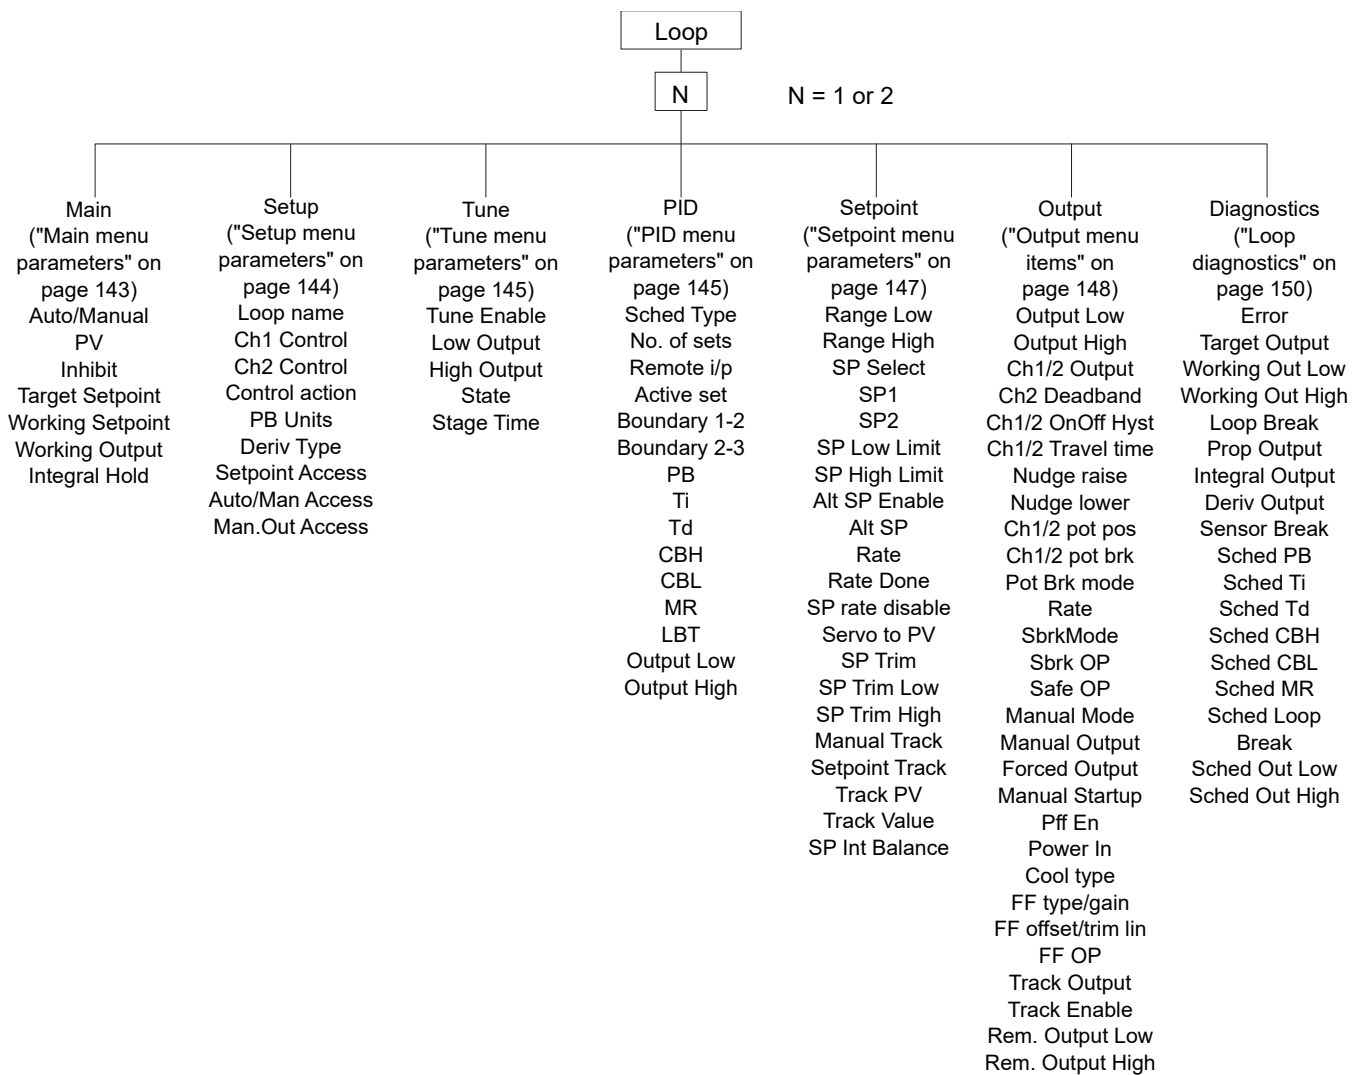 Loop
N
N = 1 or 2
Main
("Main menu
parameters" on
page 143)
Auto/Manual
PV
Inhibit
Target Setpoint
Working Setpoint
Working Output
Integral Hold
Setup
("Setup menu
parameters" on
page 144)
Loop name
Ch1 Control
Ch2 Control
Control action
PB Units
Deriv Type
Setpoint Access
Auto/Man Access
Man.Out Access
Tune
("Tune menu
parameters" on
page 145)
Tune Enable
Low Output
High Output
State
Stage Time
PID
("PID menu
parameters" on
page 145)
Sched Type
No. of sets
Remote i/p
Active set
Boundary 1-2
Boundary 2-3
PB
Ti
Td
CBH
CBL
MR
LBT
Output Low
Output High
Setpoint
("Setpoint menu
parameters" on
page 147)
Range Low
Range High
SP Select
SP1
SP2
SP Low Limit
SP High Limit
Alt SP Enable
Alt SP
Rate
Rate Done
SP rate disable
Servo to PV
SP Trim
SP Trim Low
SP Trim High
Manual Track
Setpoint Track
Track PV
Track Value
SP Int Balance
Output
("Output menu
items" on
page 148)
Output Low
Output High
Ch1/2 Output
Ch2 Deadband
Ch1/2 OnOff Hyst
Ch1/2 Travel time
Nudge raise
Nudge lower
Ch1/2 pot pos
Ch1/2 pot brk
Pot Brk mode
Rate
SbrkMode
Sbrk OP
Safe OP
Manual Mode
Manual Output
Forced Output
Manual Startup
Pff En
Power In
Cool type
FF type/gain
FF offset/trim lin
FF OP
Track Output
Track Enable
Rem. Output Low
Rem. Output High
Diagnostics
("Loop
diagnostics" on
page 150)
Error
Target Output
Working Out Low
Working Out High
Loop Break
Prop Output
Integral Output
Deriv Output
Sensor Break
Sched PB
Sched Ti
Sched Td
Sched CBH
Sched CBL
Sched MR
Sched Loop
Break
Sched Out Low
Sched Out High